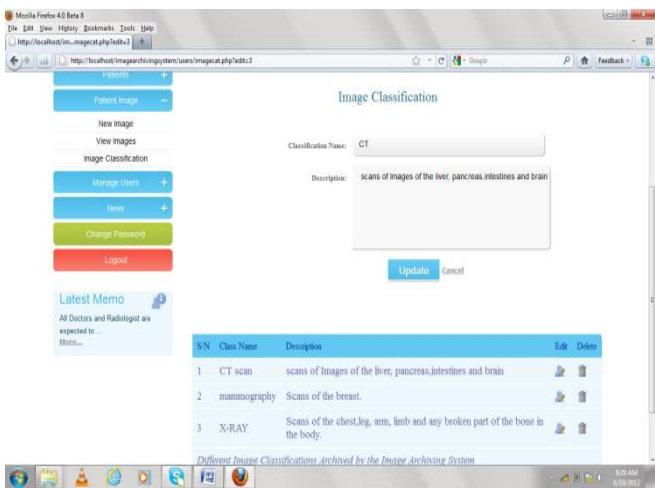 Mozilla Firefox 4.0 Beta 8
File Edit View History Bookmarks Tools Help
http://localhost/im...magecat.php?edit=3
http://localhost/imagearchivingsystem/users/imagecat.php?edit=3
Google
Feedback
Patients
Patient Image
New Image
View Images
Image Classification
Manage Users
News
Change Password
Logout
Latest Memo
All Doctors and Radiologist are
expected to ...
More...
Image Classification
Classification Name: CT
Description: scans of Images of the liver, pancreas,intestines and brain
Update Cancel
S/N Class Name Description Edit Delete
1 CT scan scans of Images of the liver, pancreas,intestines and brain
2 mammography Scans of the breast.
3 X-RAY Scans of the chest,leg, arm, limb and any broken part of the bone in
the body.
Different Image Classifications Archived by the Image Archiving System
9:29 AM
6/19/2012